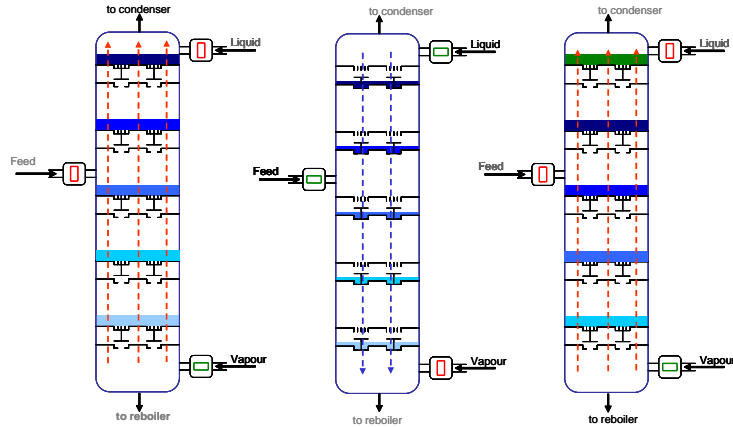 to condenser
Liquid
Feed
Vapour
to reboiler
to condenser
Liquid
Feed
Vapour
to reboiler
to condenser
Liquid
Feed
Vapour
to reboiler